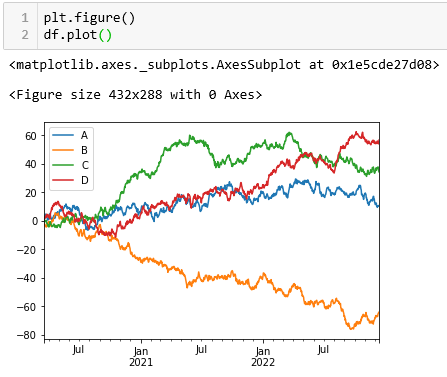 1 plt.figure()
2 df.plot()
<matplotlib.axes._subplots.AxesSubplot at 0x1e5cde27d08>
<Figure size 432x288 with 0 Axes>
A
B
C
D
60
40
20
0
−20
−40
−60
−80
Jul Jan Jul Jan Jul
2021 2022